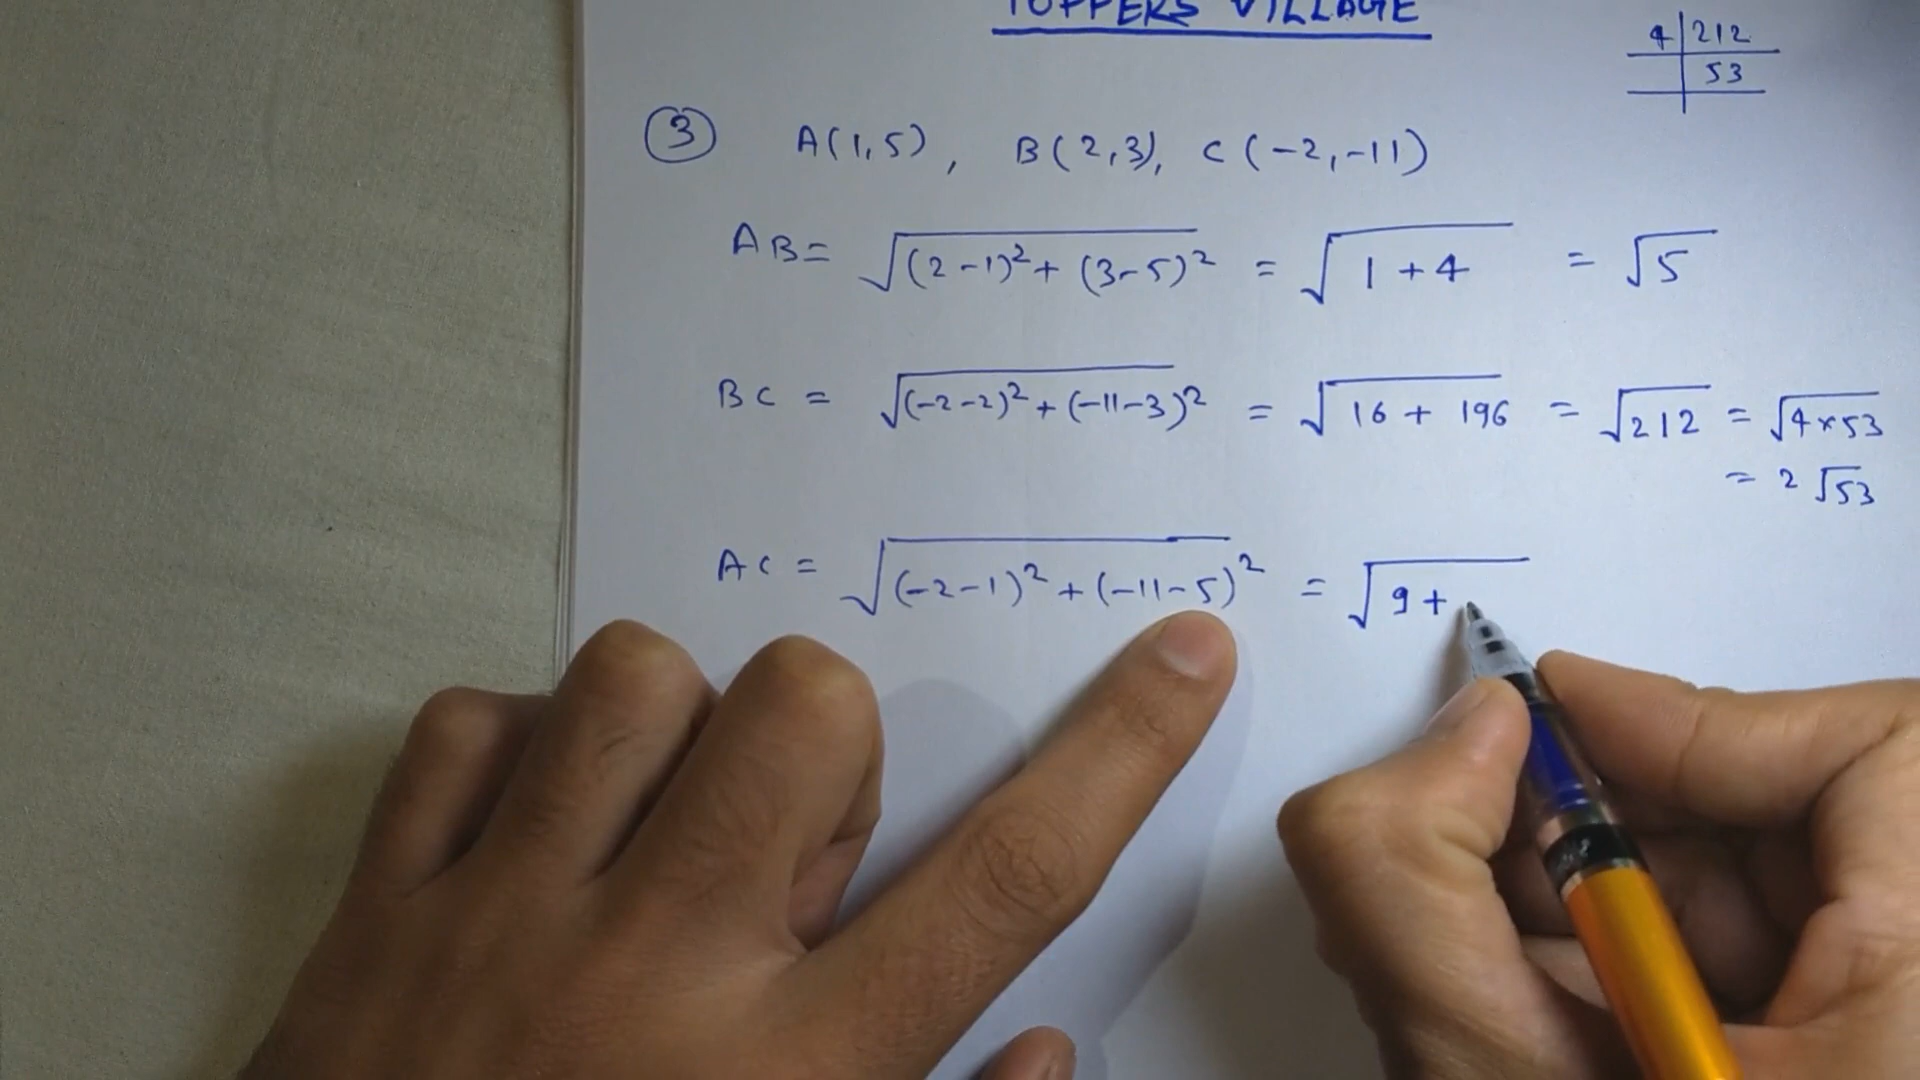 TOPPERS VILLAGE
4 | 212
53
③ A(1,5), B(2,3), C(-2,-11)
AB = √(2-1)² + (3-5)² = √1+4 = √5
BC = √(-2-2)² + (-11-3)² = √16 + 196 = √212 = √4×53
= 2√53
AC = √(-2-1)² + (-11-5)² = √9+